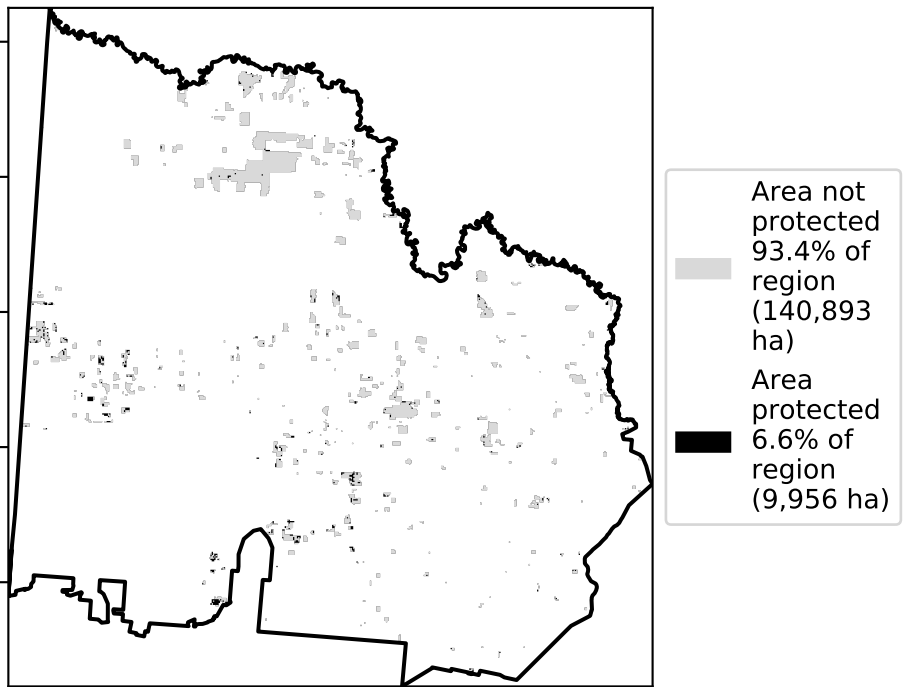 Area not
protected
93.4% of
region
(140,893
ha)
Area
protected
6.6% of
region
(9,956 ha)